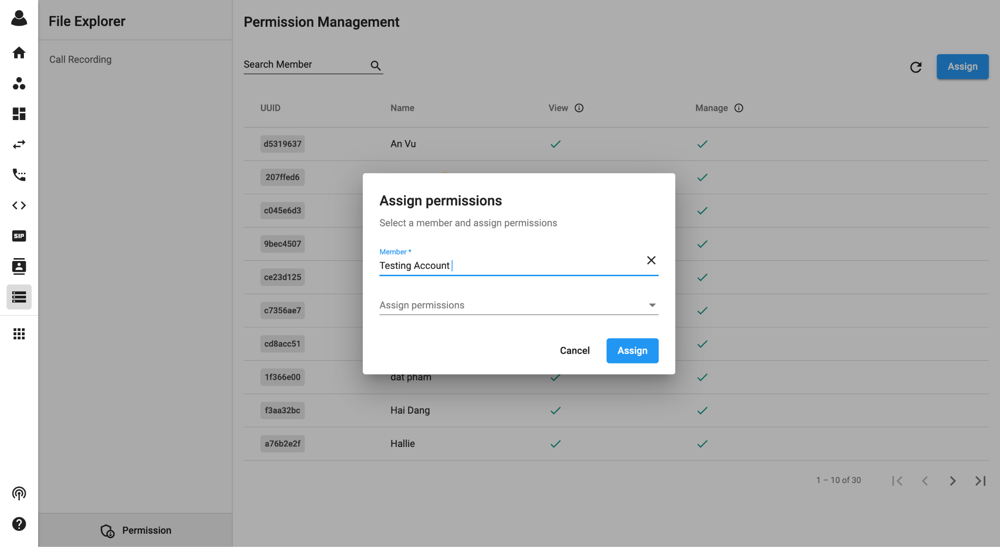 File Explorer
Call Recording
Permission Management
Search Member
Assign
UUID Name View Manage
d5319637 An Vu
207ffed6
c045e6d3
9bec4507
ce23d125
c7356ae7
cd8acc51
1f366e00 dat pham
f3aa32bc Hai Dang
a76b2e2f Hallie
1 – 10 of 30
Assign permissions
Select a member and assign permissions
Member *
Testing Account
Assign permissions
Cancel Assign
SIP
Permission